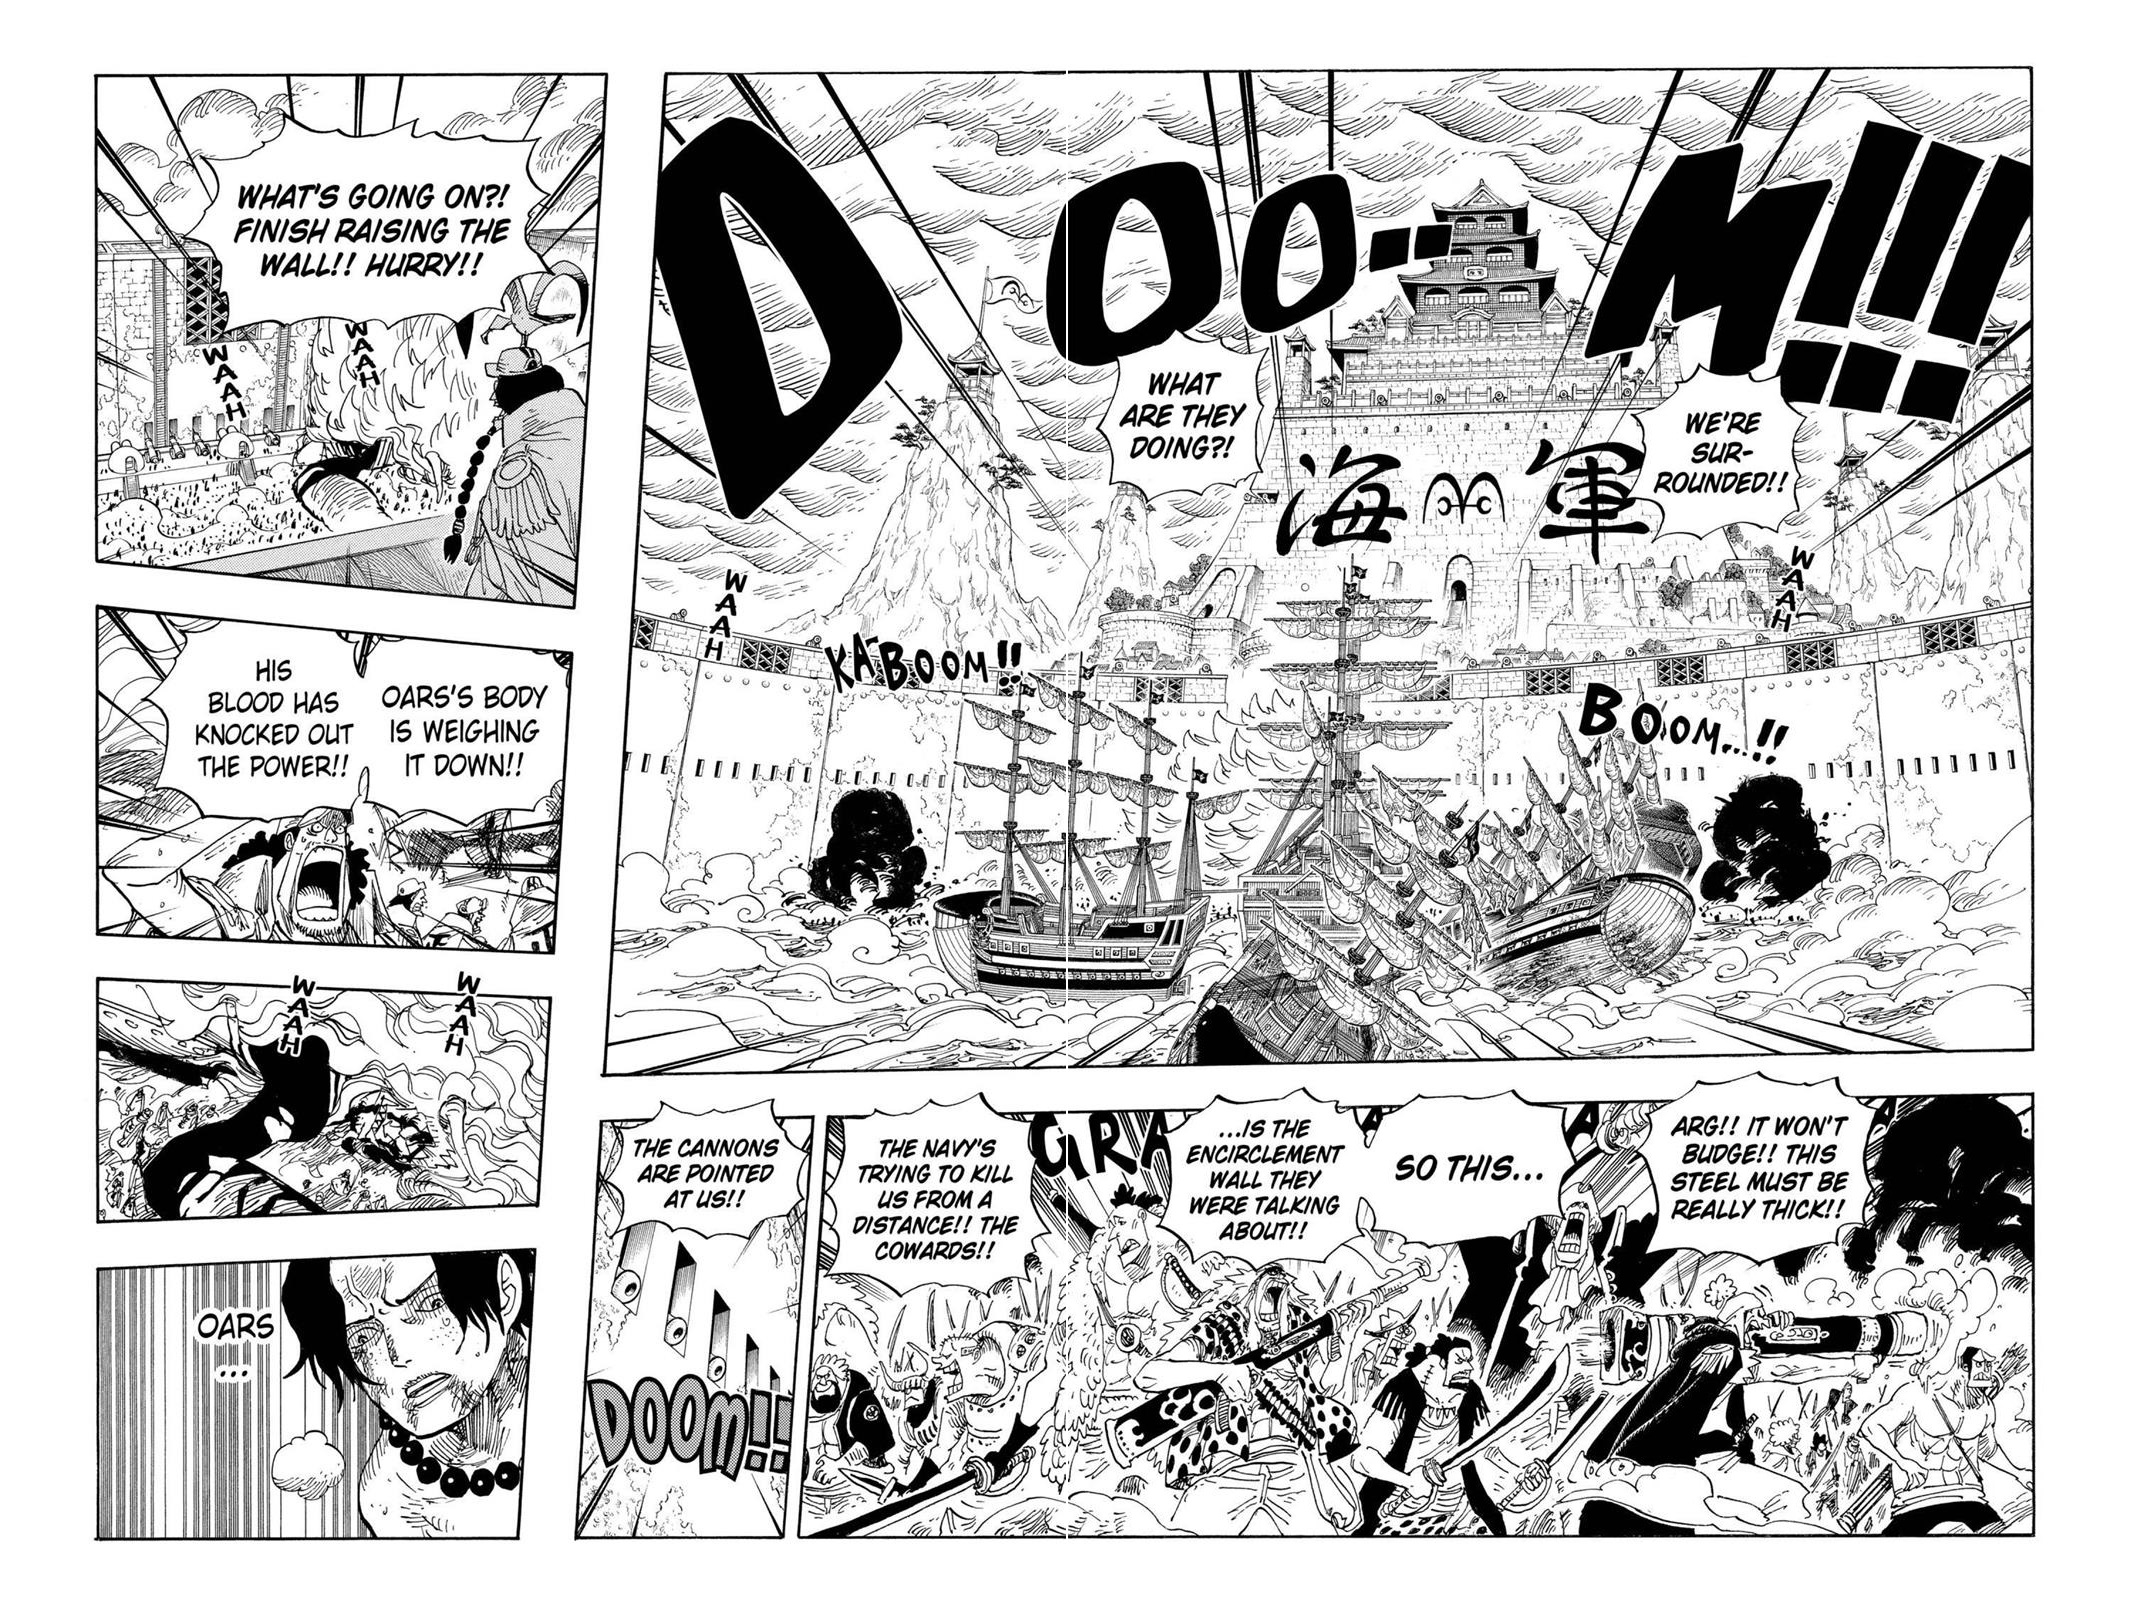 DOO--M!!!
WE'RE
SUR-
ROUNDED!!
WHAT
ARE THEY
DOING?!
海軍
WAAH
WAAH
KA-BOOM!!
BOOM...!!
ARG!! IT WON'T
BUDGE!! THIS
STEEL MUST BE
REALLY THICK!!
SO THIS...
...IS THE
ENCIRCLEMENT
WALL THEY
WERE TALKING
ABOUT!!
GRAAAA
THE NAVY'S
TRYING TO KILL
US FROM A
DISTANCE!! THE
COWARDS!!
THE CANNONS
ARE POINTED
AT US!!
DOOM!!
WHAT'S GOING ON?!
FINISH RAISING THE
WALL!! HURRY!!
WAAH
WAAH
OARS'S BODY
IS WEIGHING
IT DOWN!!
HIS
BLOOD HAS
KNOCKED OUT
THE POWER!!
WAAH
WAAH
OARS
...